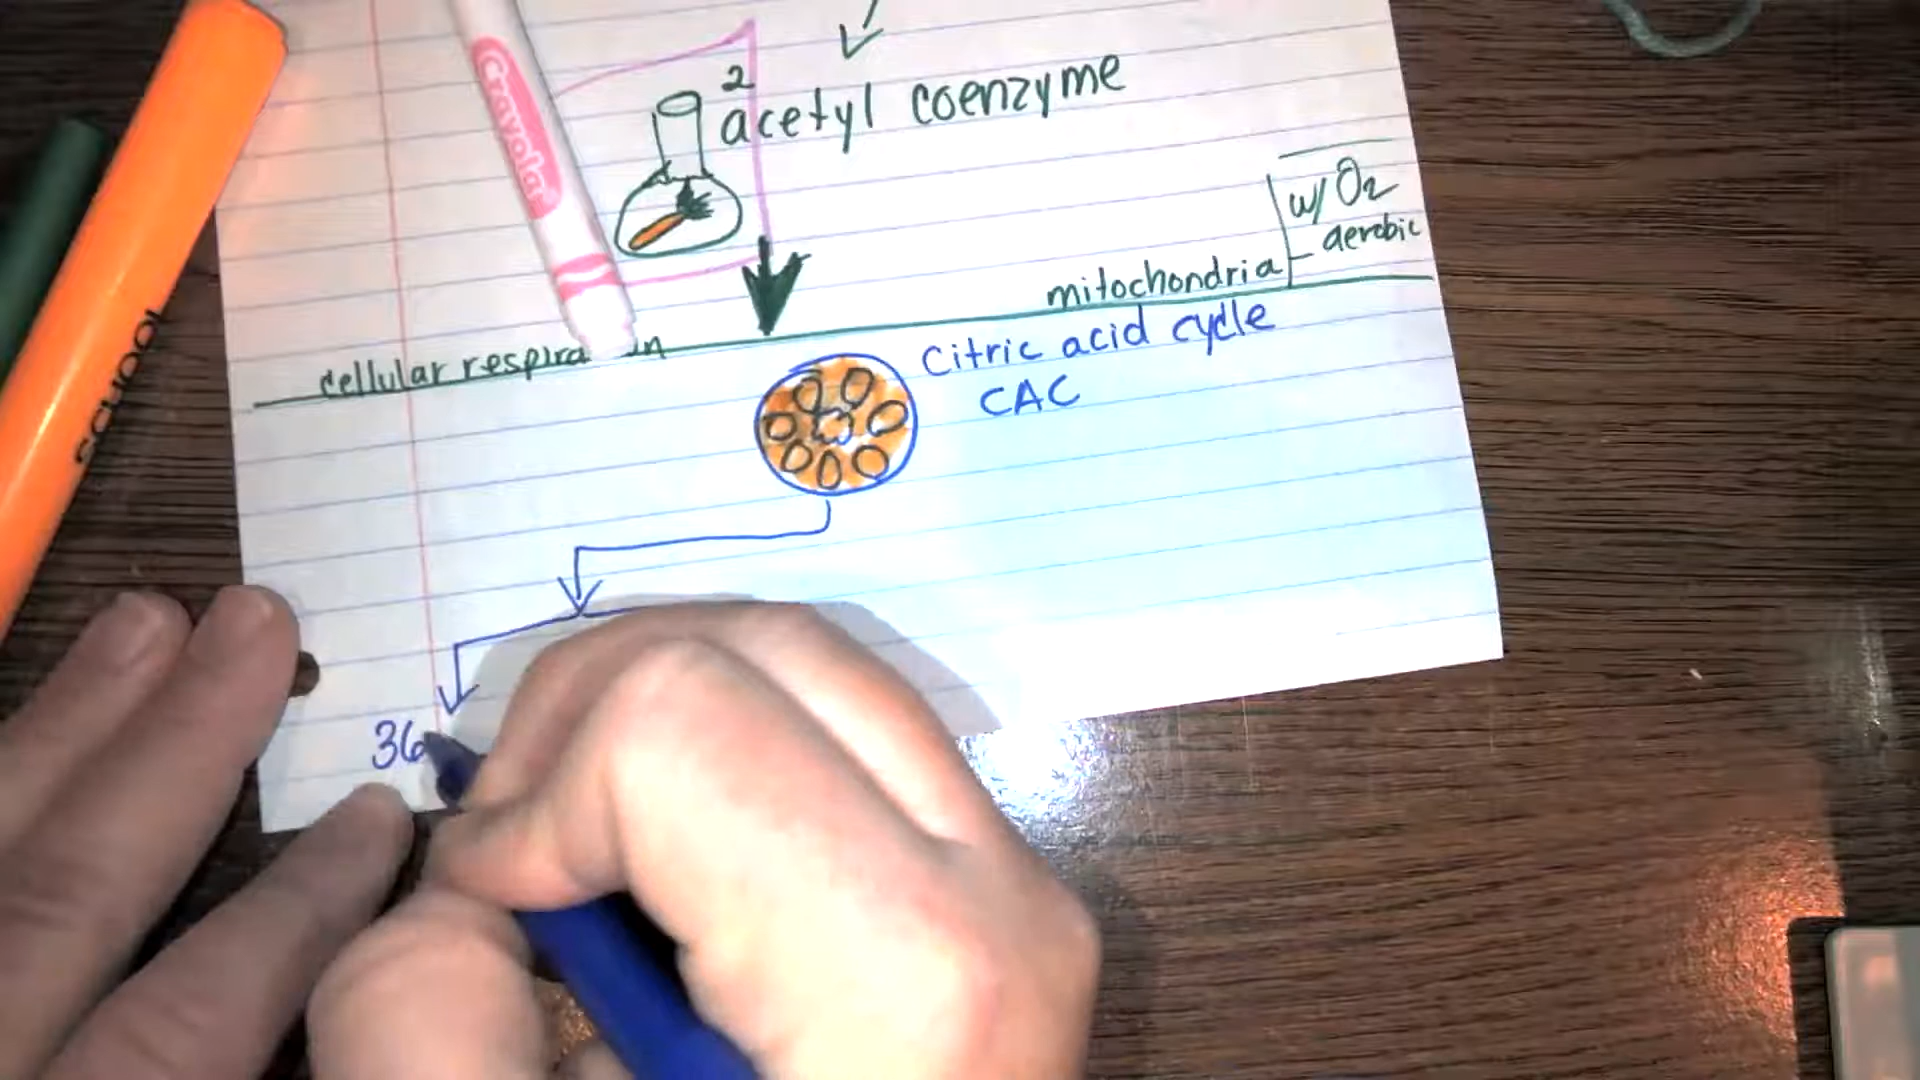 Crayola
2
acetyl coenzyme
w/ O2
aerobic
mitochondria
cellular respira n
Citric acid cycle
CAC
SCHOOL
36